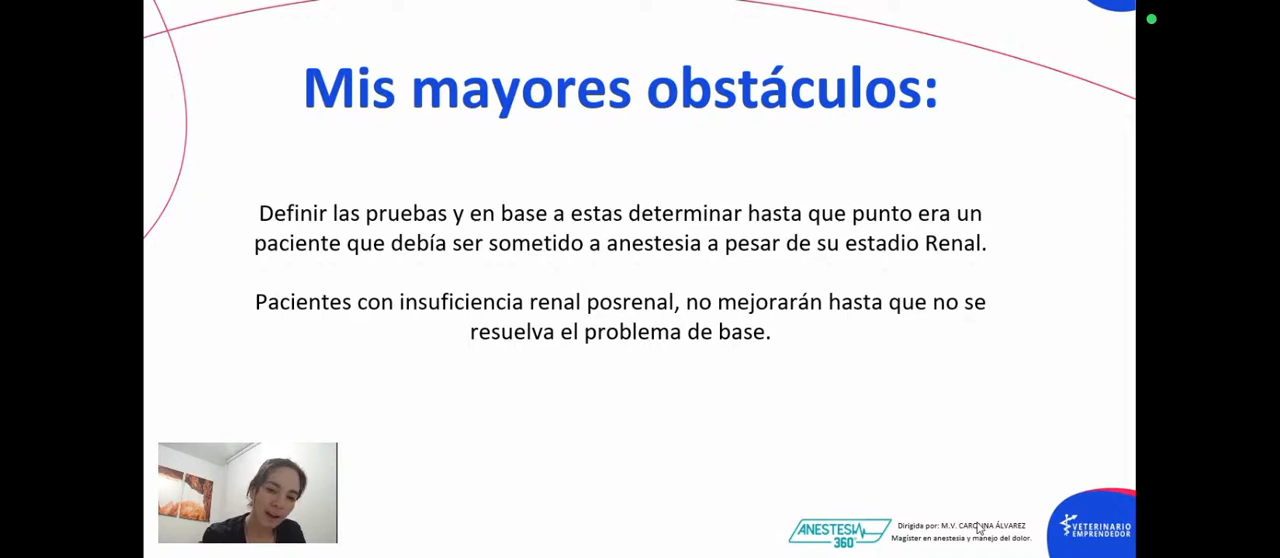 Mis mayores obstáculos:
Definir las pruebas y en base a estas determinar hasta que punto era un
paciente que debía ser sometido a anestesia a pesar de su estadio Renal.
Pacientes con insuficiencia renal posrenal, no mejorarán hasta que no se
resuelva el problema de base.
ANESTESIA
360°
Dirigida por: M.V. CAROLINA ÁLVAREZ
Magíster en anestesia y manejo del dolor.
VETERINARIO
EMPRENDEDOR